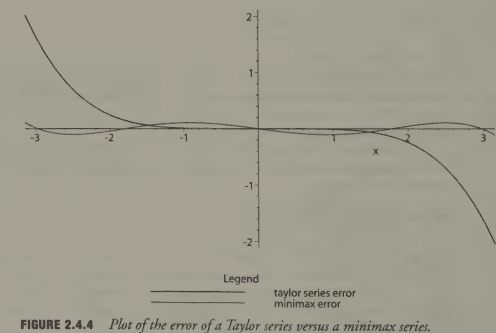 2
1
-3 -2 -1 1 2 3
x
-1
-2
Legend
taylor series error
minimax error
FIGURE 2.4.4 Plot of the error of a Taylor series versus a minimax series.